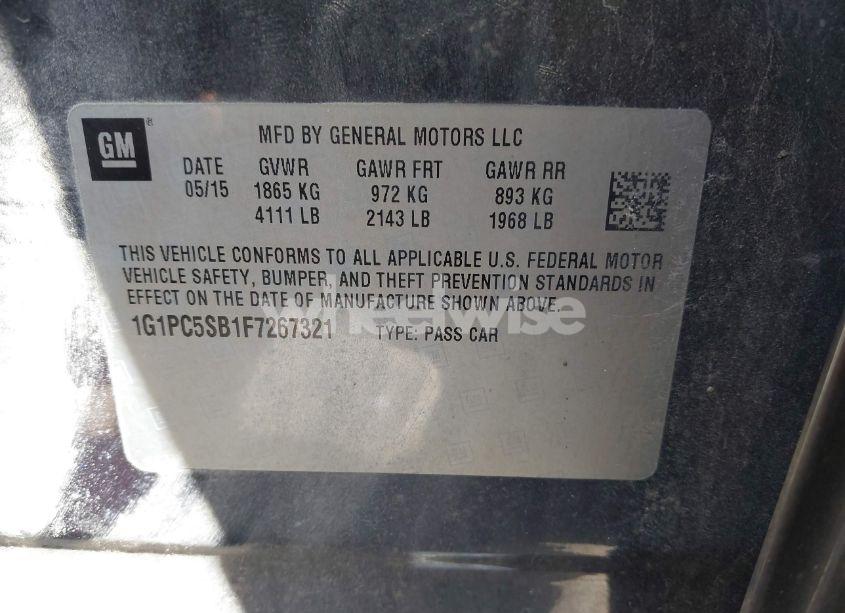 GM
MFD BY GENERAL MOTORS LLC
DATE GVWR GAWR FRT GAWR RR
05/15 1865 KG 972 KG 893 KG
4111 LB 2143 LB 1968 LB
THIS VEHICLE CONFORMS TO ALL APPLICABLE U.S. FEDERAL MOTOR
VEHICLE SAFETY, BUMPER, AND THEFT PREVENTION STANDARDS IN
EFFECT ON THE DATE OF MANUFACTURE SHOWN ABOVE.
1G1PC5SB1F7267321 TYPE: PASS CAR
wheelwise